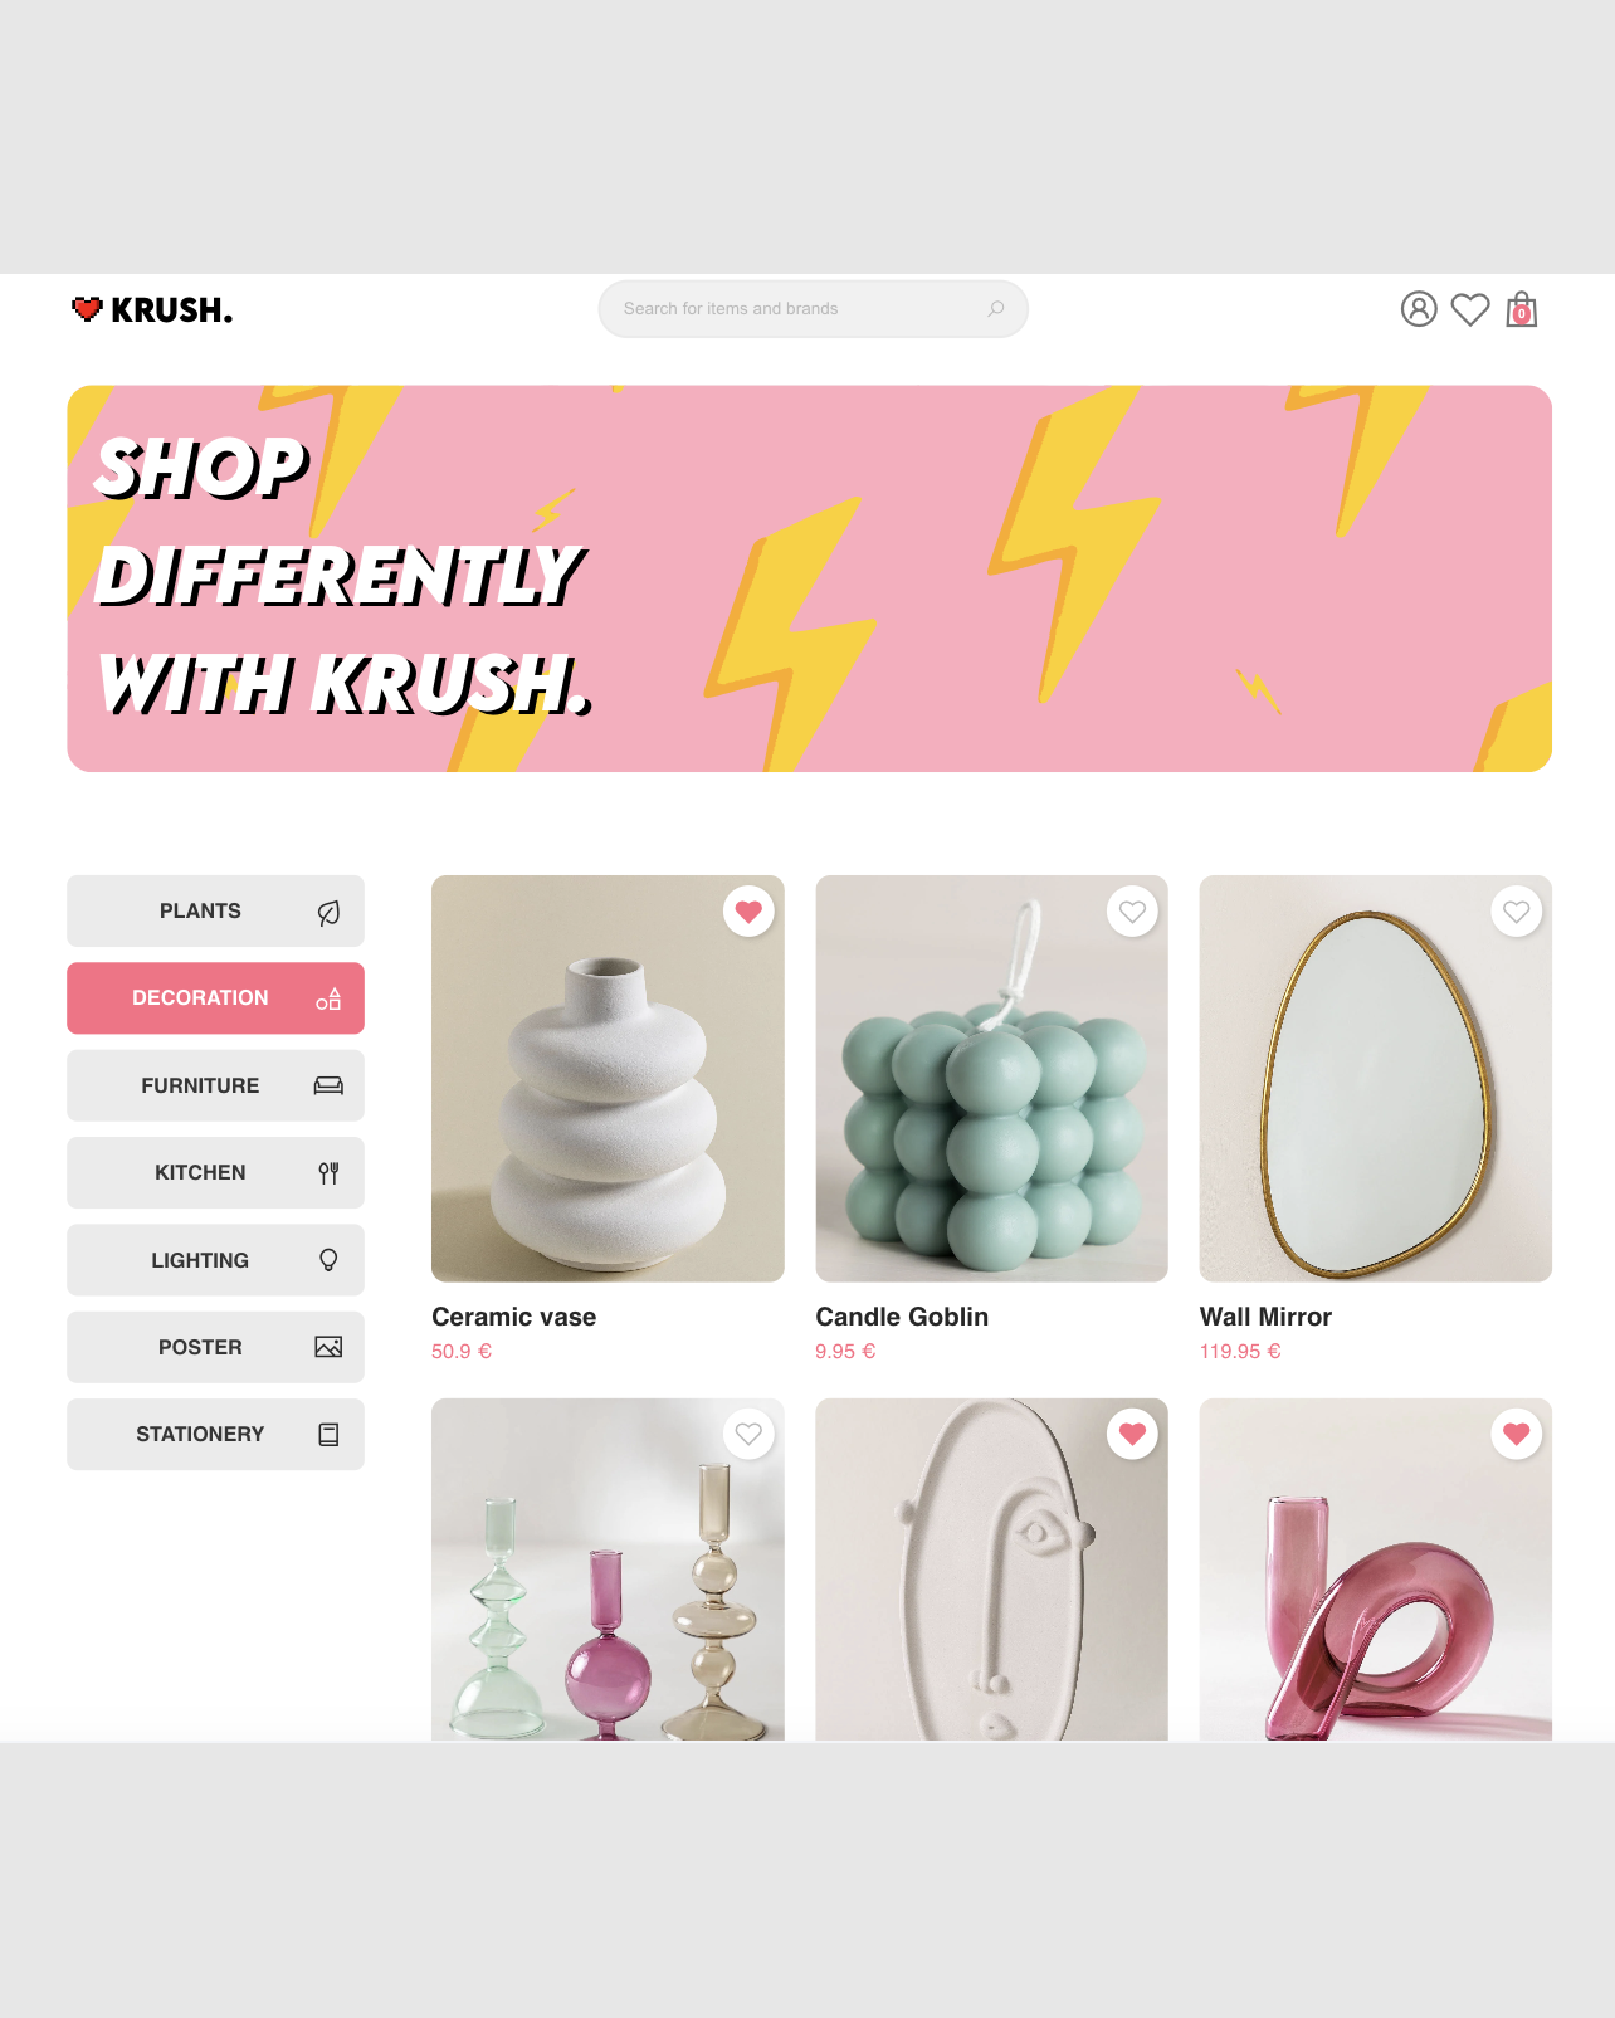 KRUSH.
Search for items and brands
0
SHOP
DIFFERENTLY
WITH KRUSH.
PLANTS
DECORATION
FURNITURE
KITCHEN
LIGHTING
POSTER
STATIONERY
Ceramic vase
50.9 €
Candle Goblin
9.95 €
Wall Mirror
119.95 €